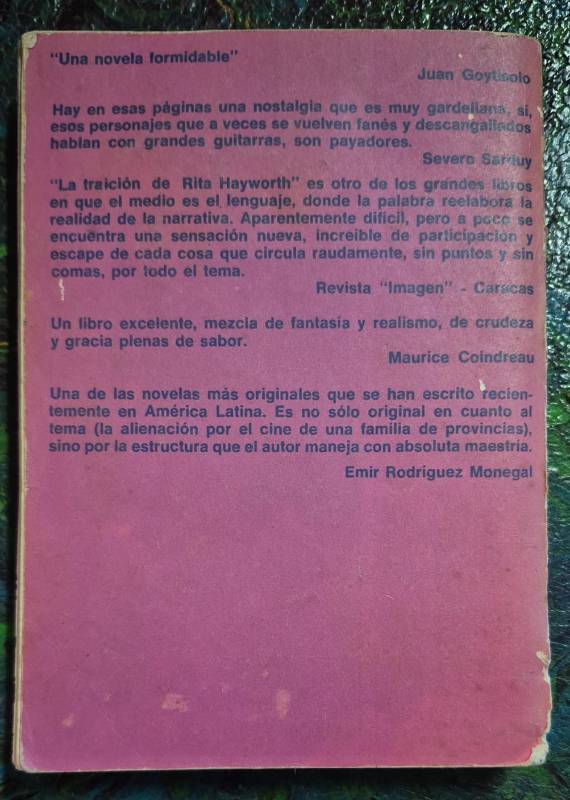 "Una novela formidable"
Juan Goytisolo
Hay en esas páginas una nostalgia que es muy gardeliana, sí,
esos personajes que a veces se vuelven fanés y descangallados
hablan con grandes guitarras, son payadores.
Severo Sarduy
"La traición de Rita Hayworth" es otro de los grandes libros
en que el medio es el lenguaje, donde la palabra reelabora la
realidad de la narrativa. Aparentemente difícil, pero a poco se
encuentra una sensación nueva, increíble de participación y
escape de cada cosa que circula raudamente, sin puntos y sin
comas, por todo el tema.
Revista "Imagen" - Caracas
Un libro excelente, mezcla de fantasía y realismo, de crudeza
y gracia plenas de sabor.
Maurice Coindreau
Una de las novelas más originales que se han escrito recien-
temente en América Latina. Es no sólo original en cuanto al
tema (la alienación por el cine de una familia de provincias),
sino por la estructura que el autor maneja con absoluta maestría.
Emir Rodríguez Monegal